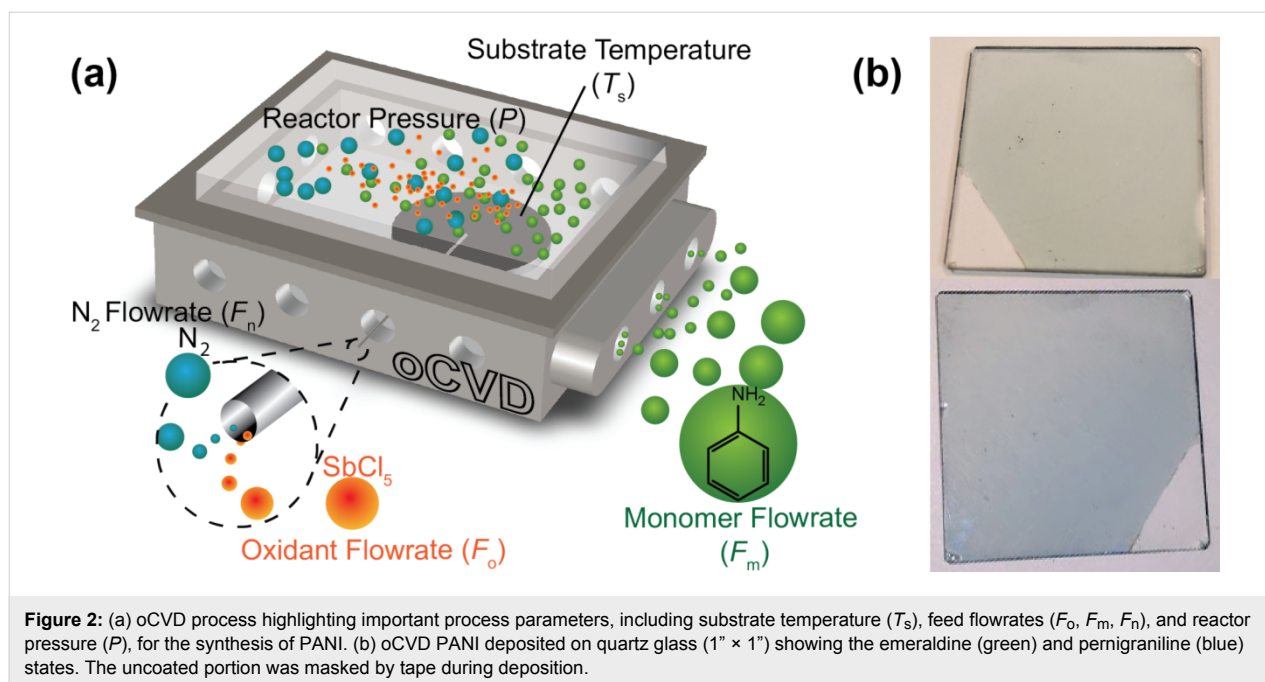 (a)
Substrate Temperature
(Ts)
Reactor Pressure (P)
(b)
N2 Flowrate (Fn)
N2
oCVD
SbCl5
Oxidant Flowrate (Fo)
NH2
Monomer Flowrate
(Fm)
Figure 2: (a) oCVD process highlighting important process parameters, including substrate temperature (Ts), feed flowrates (Fo, Fm, Fn), and reactor
pressure (P), for the synthesis of PANI. (b) oCVD PANI deposited on quartz glass (1” × 1”) showing the emeraldine (green) and pernigraniline (blue)
states. The uncoated portion was masked by tape during deposition.